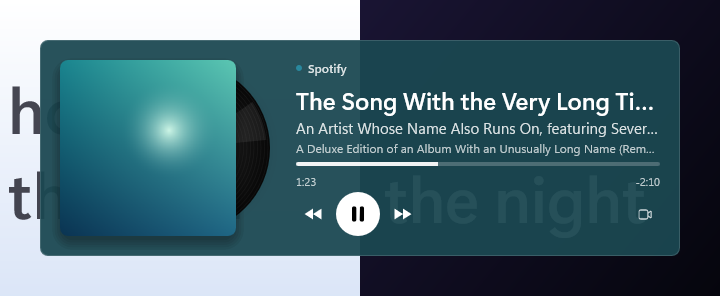 Spotify
The Song With the Very Long Ti...
An Artist Whose Name Also Runs On, featuring Sever...
A Deluxe Edition of an Album With an Unusually Long Name (Rem...
1:23
-2:10
the night